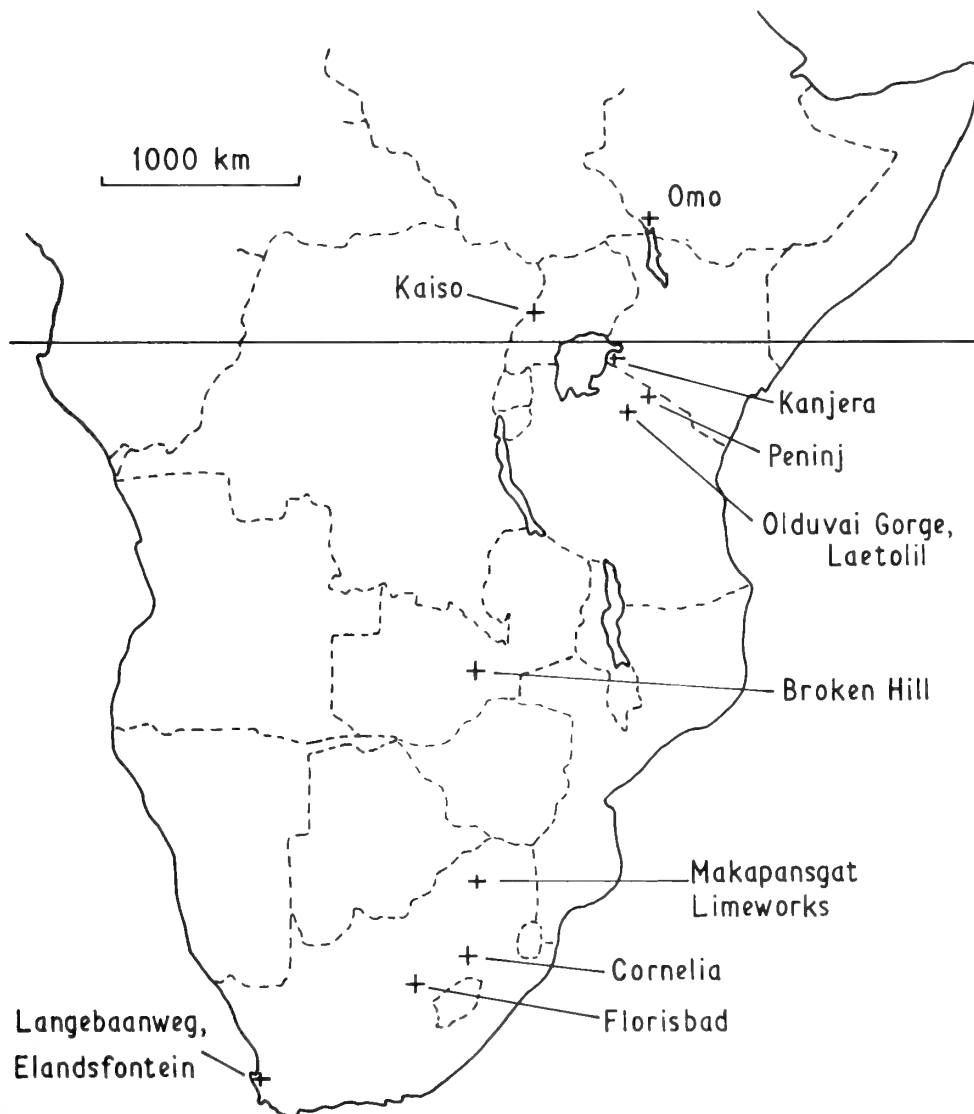 1000 km
Omo
Kaiso
Kanjera
Peninj
Olduvai Gorge,
Laetolil
Broken Hill
Makapansgat
Limeworks
Cornelia
Florisbad
Langebaanweg,
Elandsfontein